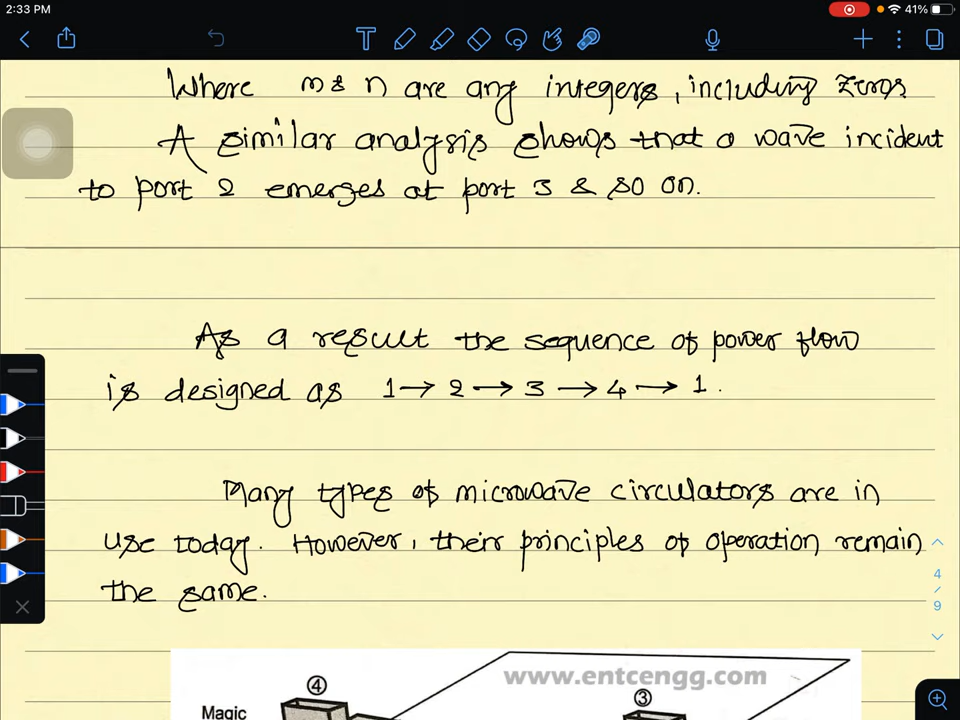 2:33 PM
41%
Where m & n are any integers, including zeros.
A similar analysis shows that a wave incident
to port 2 emerges at port 3 & so on.
As a result the sequence of power flow
is designed as 1 → 2 → 3 → 4 → 1.
Many types of microwave circulators are in
use today. However, their principles of operation remain
the same.
4
/
9
www.entcengg.com
④
③
Magic